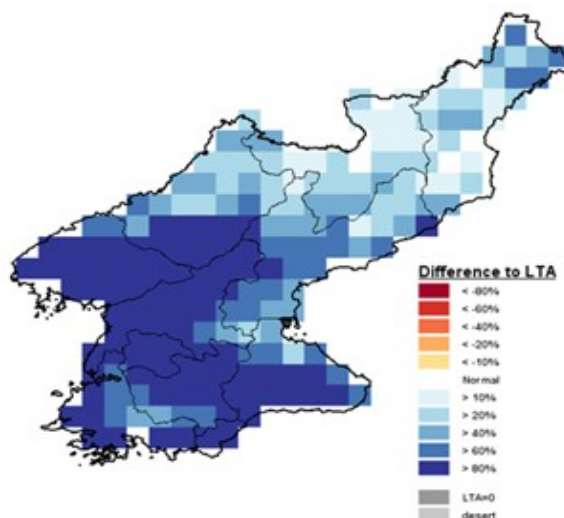 Difference to LTA
< -80%
< -60%
< -40%
< -20%
< -10%
Normal
> 10%
> 20%
> 40%
> 60%
> 80%
LTA=0
desert